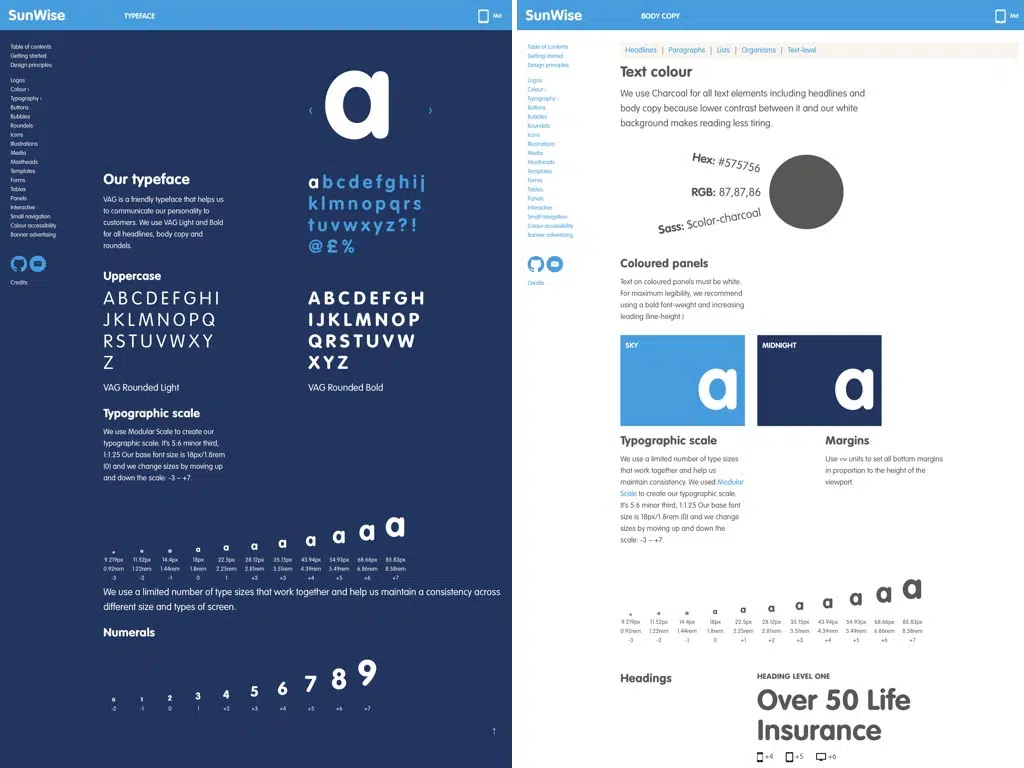 SunWise
TYPEFACE
Md
Table of contents
Getting started
Design principles
Logos
Colour ›
Typography ›
Buttons
Bubbles
Roundels
Icons
Illustrations
Media
Mastheads
Templates
Forms
Tables
Panels
Interactive
Small navigation
Colour accessibility
Banner advertising
Credits
‹ a ›
Our typeface
VAG is a friendly typeface that helps us
to communicate our personality to
customers. We use VAG Light and Bold
for all headlines, body copy and
roundels.
abcdefghij
klmnopqrs
tuvwxyz?!
@£%
Uppercase
ABCDEFGHI
JKLMNOPQ
RSTUVWXY
Z
VAG Rounded Light
ABCDEFGH
IJKLMNOP
QRSTUVW
XYZ
VAG Rounded Bold
Typographic scale
We use Modular Scale to create our
typographic scale. It's 5:6 minor third,
1:1.25 Our base font size is 18px/1.8rem
(0) and we change sizes by moving up
and down the scale: -3 – +7.
a a a a a a a a a a a
9.219px 11.52px 14.4px 18px 22.5px 28.12px 35.15px 43.94px 54.93px 68.66px 85.83px
0.92rem 1.22rem 1.44rem 1.8rem 2.25rem 2.81rem 3.51rem 4.39rem 5.49rem 6.86rem 8.58rem
-3 -2 -1 0 1 +2 +3 +4 +5 +6 +7
We use a limited number of type sizes that work together and help us maintain a consistency across
different size and types of screen.
Numerals
0 1 2 3 4 5 6 7 8 9
-2 -1 0 1 +2 +3 +4 +5 +6 +7
↑
SunWise
BODY COPY
Md
Table of contents
Getting started
Design principles
Logos
Colour ›
Typography ›
Buttons
Bubbles
Roundels
Icons
Illustrations
Media
Mastheads
Templates
Forms
Tables
Panels
Interactive
Small navigation
Colour accessibility
Banner advertising
Credits
Headlines | Paragraphs | Lists | Organisms | Text-level
Text colour
We use Charcoal for all text elements including headlines and
body copy because lower contrast between it and our white
background makes reading less tiring.
Hex: #575756
RGB: 87,87,86
Sass: $color-charcoal
Coloured panels
Text on coloured panels must be white.
For maximum legibility, we recommend
using a bold font-weight and increasing
leading (line-height )
SKY
a
MIDNIGHT
a
Typographic scale
We use a limited number of type sizes
that work together and help us
maintain consistency. We used Modular
Scale to create our typographic scale.
It's 5:6 minor third, 1:1.25 Our base font
size is 18px/1.8rem (0) and we change
sizes by moving up and down the
scale: -3 – +7.
Margins
Use vw units to set all bottom margins
in proportion to the height of the
viewport.
a a a a a a a a a a a
9.219px 11.52px 14.4px 18px 22.5px 28.12px 35.15px 43.94px 54.93px 68.66px 85.83px
0.92rem 1.22rem 1.44rem 1.8rem 2.25rem 2.81rem 3.51rem 4.39rem 5.49rem 6.86rem 8.58rem
-3 -2 -1 0 +1 +2 +3 +4 +5 +6 +7
Headings
HEADING LEVEL ONE
Over 50 Life
Insurance
+4 +5 +6